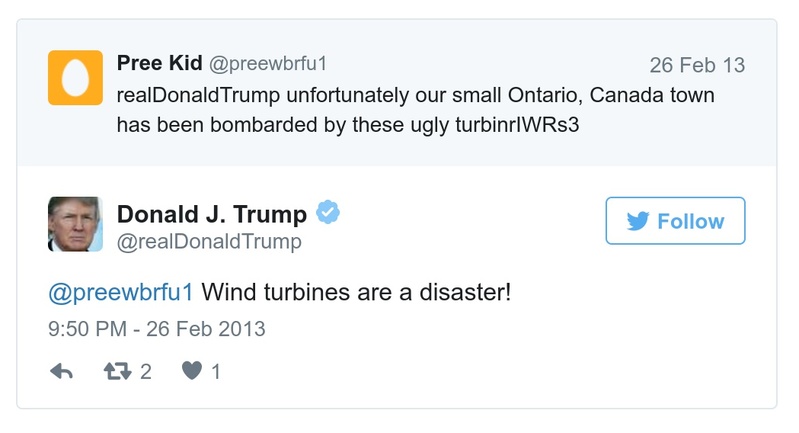 Pree Kid @preewbrfu1 26 Feb 13
realDonaldTrump unfortunately our small Ontario, Canada town
has been bombarded by these ugly turbinrIWRs3
Donald J. Trump
@realDonaldTrump
Follow
@preewbrfu1 Wind turbines are a disaster!
9:50 PM - 26 Feb 2013
2 1